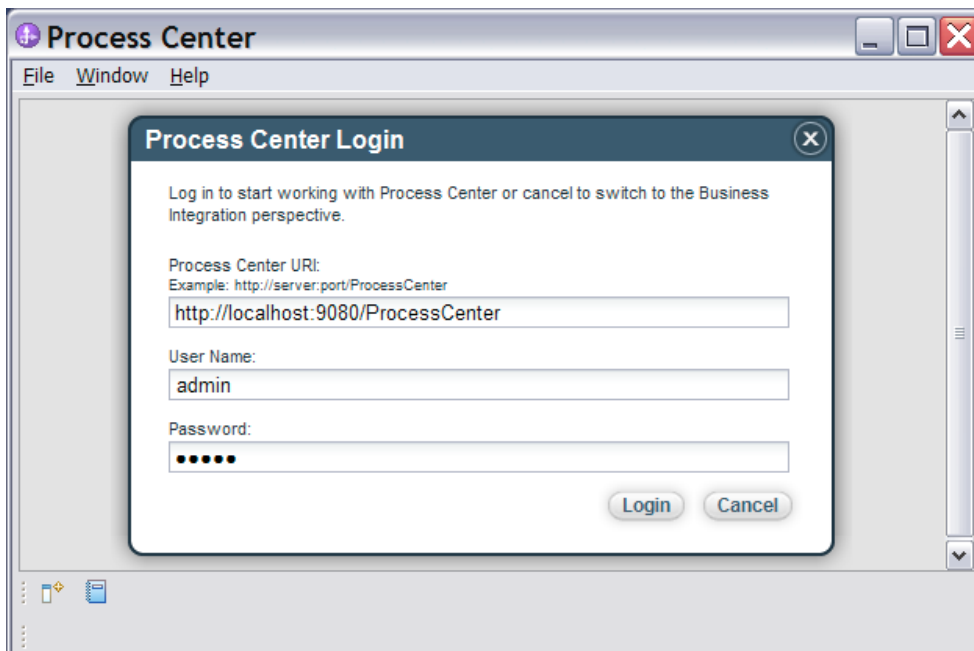 Process Center
File Window Help
Process Center Login
Log in to start working with Process Center or cancel to switch to the Business
Integration perspective.
Process Center URI:
Example: http://server:port/ProcessCenter
http://localhost:9080/ProcessCenter
User Name:
admin
Password:
●●●●●
Login Cancel